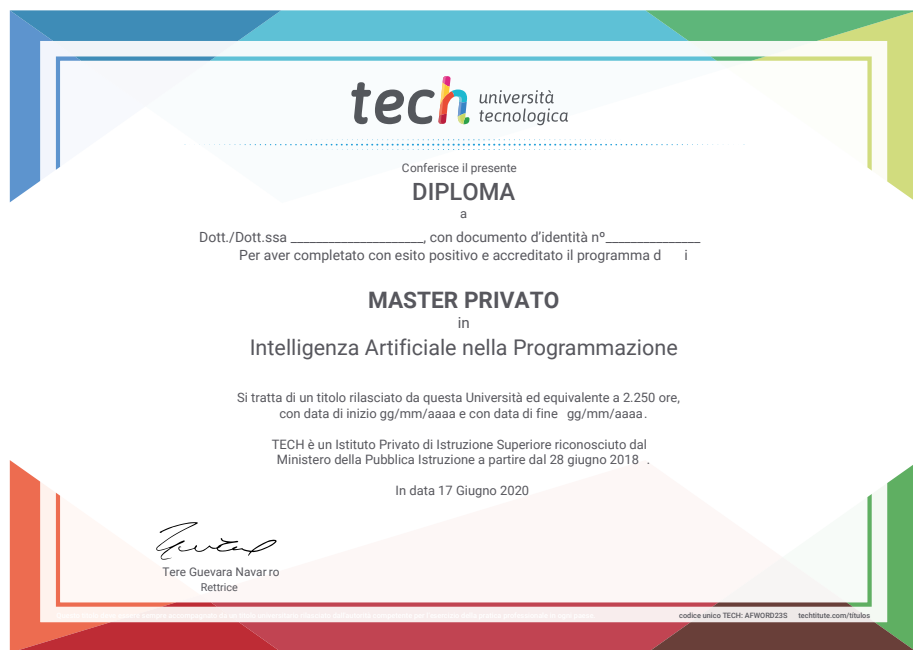 tech università
tecnologica
Conferisce il presente
DIPLOMA
a
Dott./Dott.ssa ____________________, con documento d'identità nº______________
Per aver completato con esito positivo e accreditato il programma d i
MASTER PRIVATO
in
Intelligenza Artificiale nella Programmazione
Si tratta di un titolo rilasciato da questa Università ed equivalente a 2.250 ore,
con data di inizio gg/mm/aaaa e con data di fine gg/mm/aaaa.
TECH è un Istituto Privato di Istruzione Superiore riconosciuto dal
Ministero della Pubblica Istruzione a partire dal 28 giugno 2018 .
In data 17 Giugno 2020
Tere Guevara Navarro
Rettrice
codice unico TECH: AFWORD23S techtitute.com/titulos